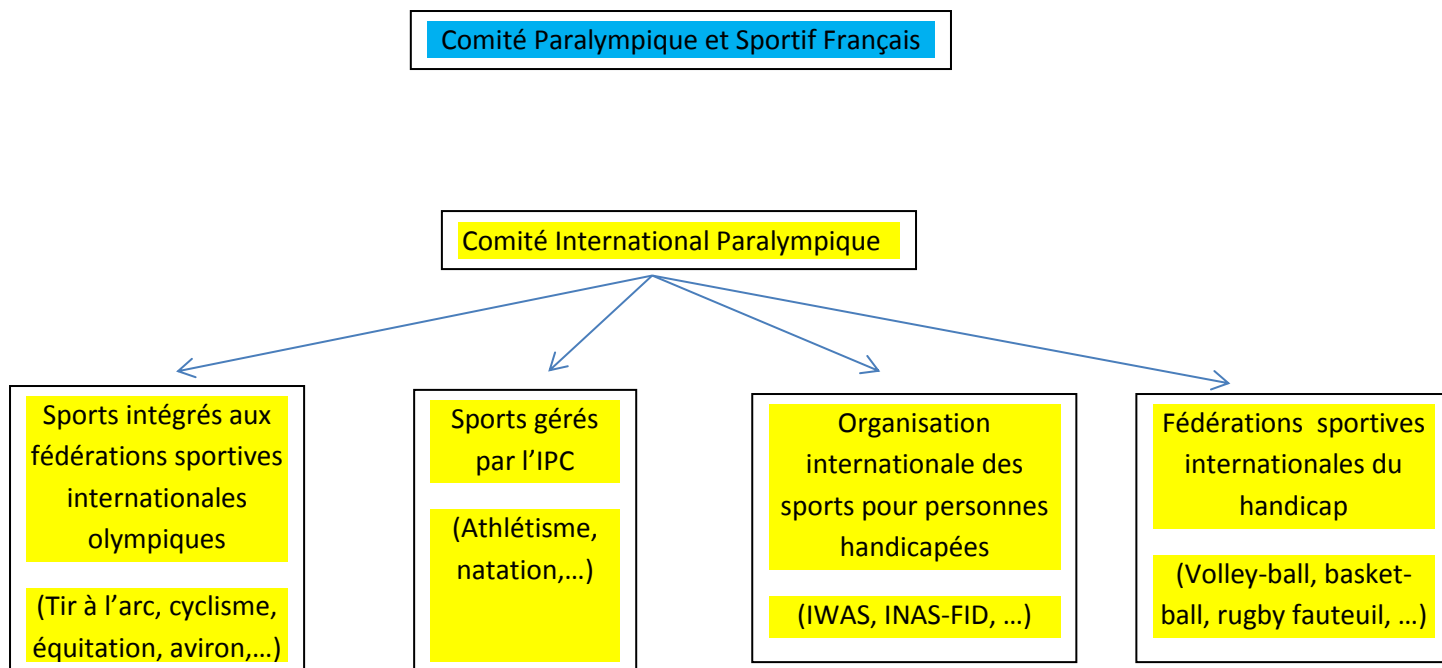 Comité Paralympique et Sportif Français
Comité International Paralympique
Sports intégrés aux
fédérations sportives
internationales
olympiques
(Tir à l’arc, cyclisme,
équitation, aviron,…)
Sports gérés
par l’IPC
(Athlétisme,
natation,…)
Organisation
internationale des
sports pour personnes
handicapées
(IWAS, INAS-FID, …)
Fédérations sportives
internationales du
handicap
(Volley-ball, basket-
ball, rugby fauteuil, …)